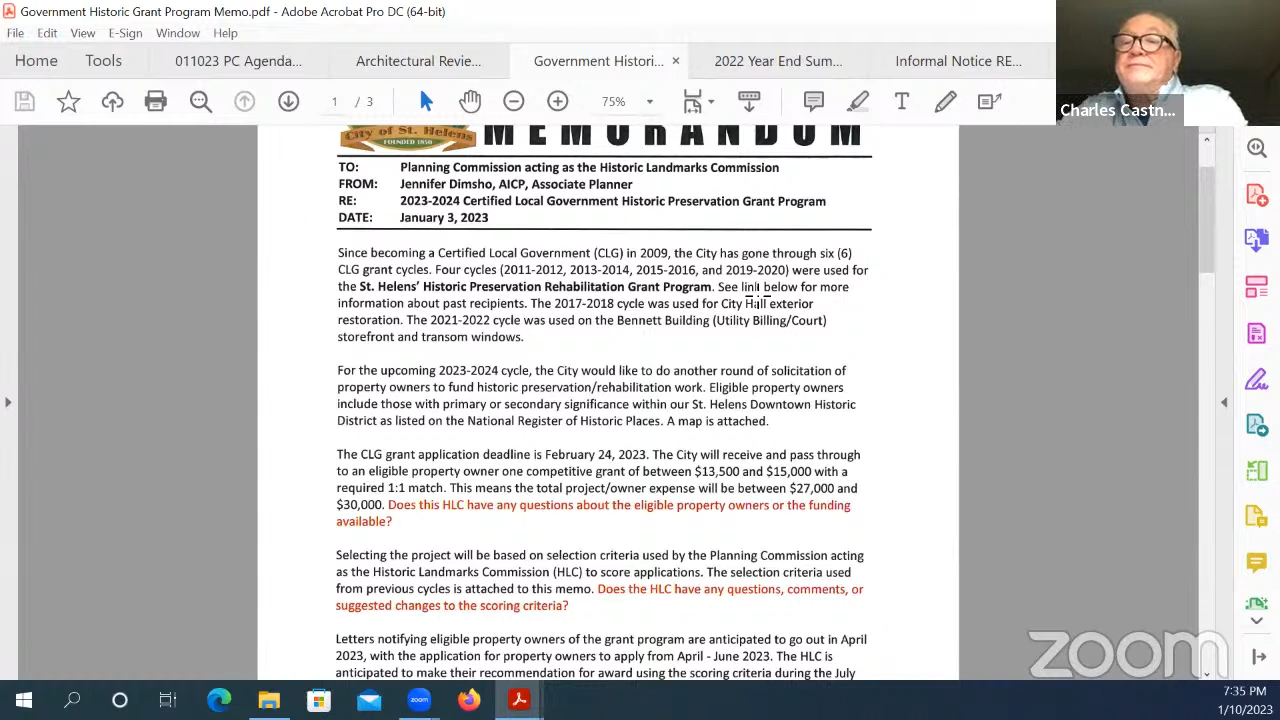 Government Historic Grant Program Memo.pdf - Adobe Acrobat Pro DC (64-bit)
File Edit View E-Sign Window Help
Home Tools 011023 PC Agenda... Architectural Revie... Government Histori... × 2022 Year End Sum... Informal Notice RE...
1 / 3 75%
Charles Castn...
City of St. Helens
FOUNDED 1850
MEMORANDUM
TO: Planning Commission acting as the Historic Landmarks Commission
FROM: Jennifer Dimsho, AICP, Associate Planner
RE: 2023-2024 Certified Local Government Historic Preservation Grant Program
DATE: January 3, 2023
Since becoming a Certified Local Government (CLG) in 2009, the City has gone through six (6)
CLG grant cycles. Four cycles (2011-2012, 2013-2014, 2015-2016, and 2019-2020) were used for
the St. Helens' Historic Preservation Rehabilitation Grant Program. See link below for more
information about past recipients. The 2017-2018 cycle was used for City Hall exterior
restoration. The 2021-2022 cycle was used on the Bennett Building (Utility Billing/Court)
storefront and transom windows.
For the upcoming 2023-2024 cycle, the City would like to do another round of solicitation of
property owners to fund historic preservation/rehabilitation work. Eligible property owners
include those with primary or secondary significance within our St. Helens Downtown Historic
District as listed on the National Register of Historic Places. A map is attached.
The CLG grant application deadline is February 24, 2023. The City will receive and pass through
to an eligible property owner one competitive grant of between $13,500 and $15,000 with a
required 1:1 match. This means the total project/owner expense will be between $27,000 and
$30,000. Does this HLC have any questions about the eligible property owners or the funding
available?
Selecting the project will be based on selection criteria used by the Planning Commission acting
as the Historic Landmarks Commission (HLC) to score applications. The selection criteria used
from previous cycles is attached to this memo. Does the HLC have any questions, comments, or
suggested changes to the scoring criteria?
Letters notifying eligible property owners of the grant program are anticipated to go out in April
2023, with the application for property owners to apply from April - June 2023. The HLC is
anticipated to make their recommendation for award using the scoring criteria during the July
zoom
zoom
7:35 PM
1/10/2023